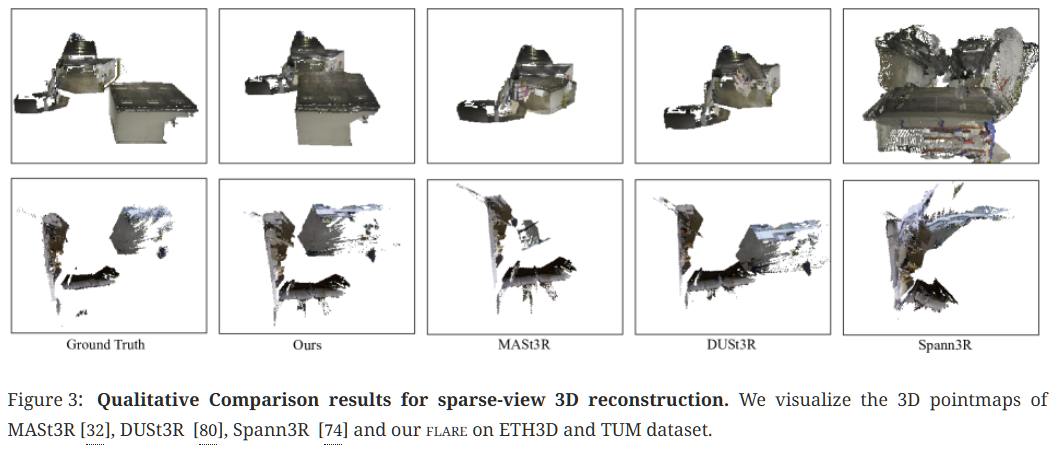 Ground Truth
Ours
MASt3R
DUSt3R
Spann3R
Figure 3: Qualitative Comparison results for sparse-view 3D reconstruction. We visualize the 3D pointmaps of
MASt3R [32], DUSt3R [80], Spann3R [74] and our FLARE on ETH3D and TUM dataset.